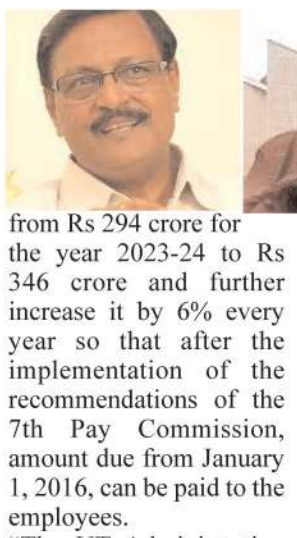 from Rs 294 crore for
the year 2023-24 to Rs
346 crore and further
increase it by 6% every
year so that after the
implementation of the
recommendations of the
7th Pay Commission,
amount due from January
1, 2016, can be paid to the
employees.